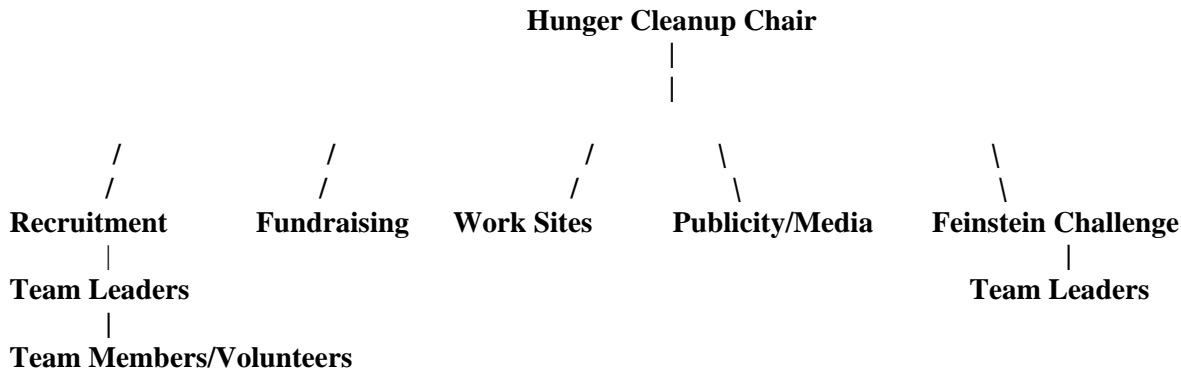 Hunger Cleanup Chair
Recruitment Fundraising Work Sites Publicity/Media Feinstein Challenge
Team Leaders Team Leaders
Team Members/Volunteers